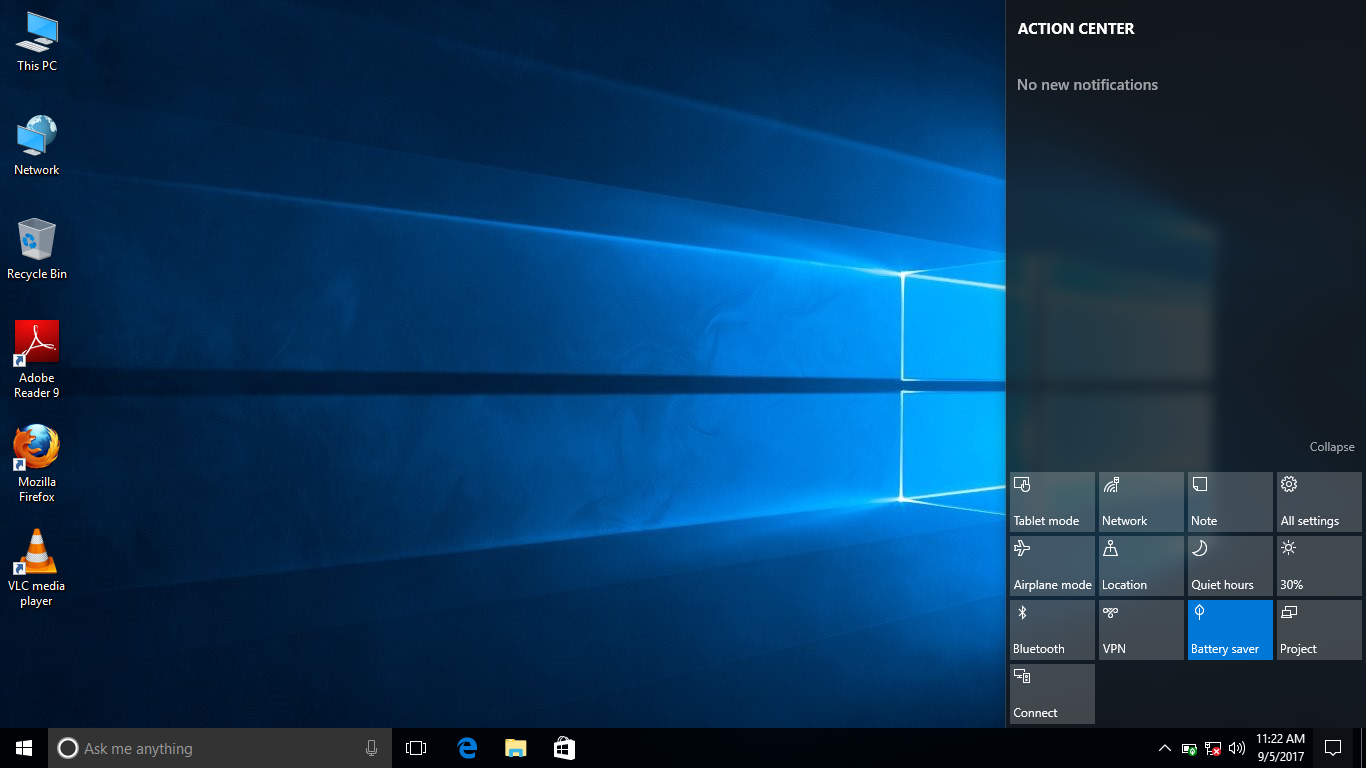 This PC
Network
Recycle Bin
Adobe
Reader 9
Mozilla
Firefox
VLC media
player
ACTION CENTER
No new notifications
Collapse
Tablet mode
Network
Note
All settings
Airplane mode
Location
Quiet hours
30%
Bluetooth
VPN
Battery saver
Project
Connect
Ask me anything
11:22 AM
9/5/2017